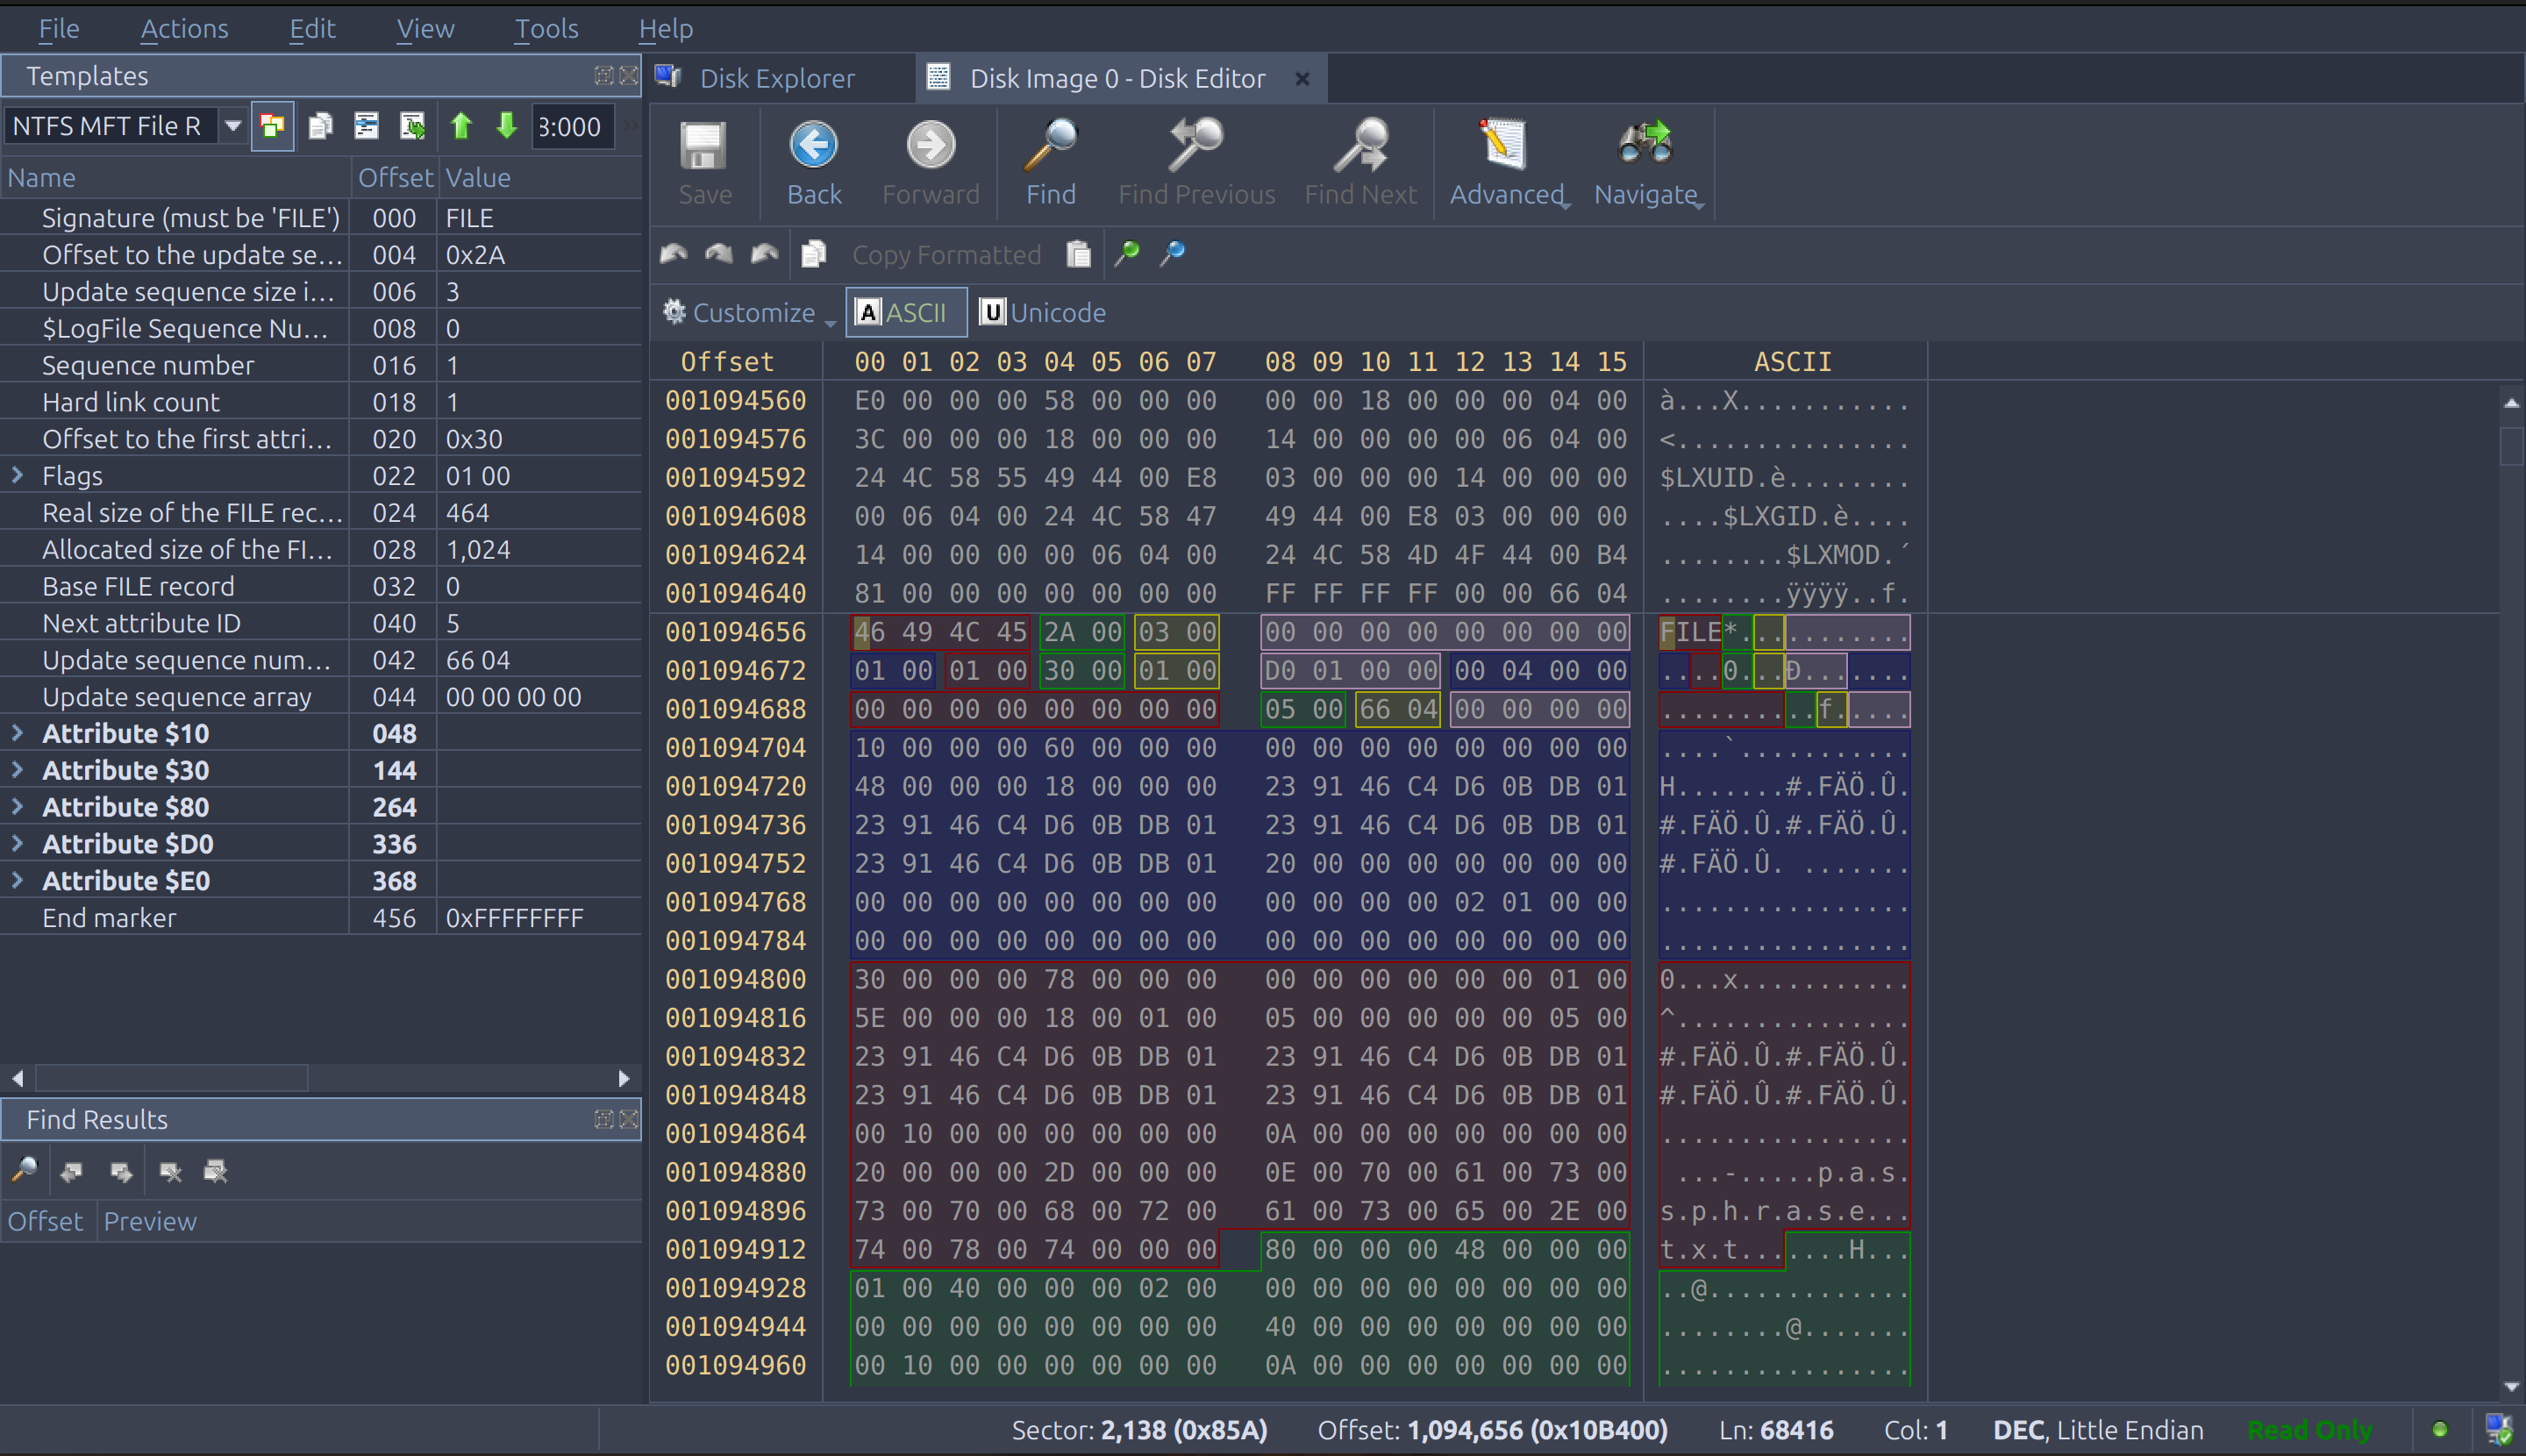 File Actions Edit View Tools Help
Templates
NTFS MFT File R 3:000
Name Offset Value
Signature (must be 'FILE') 000 FILE
Offset to the update se... 004 0x2A
Update sequence size i... 006 3
$LogFile Sequence Nu... 008 0
Sequence number 016 1
Hard link count 018 1
Offset to the first attri... 020 0x30
Flags 022 01 00
Real size of the FILE rec... 024 464
Allocated size of the FI... 028 1,024
Base FILE record 032 0
Next attribute ID 040 5
Update sequence num... 042 66 04
Update sequence array 044 00 00 00 00
Attribute $10 048
Attribute $30 144
Attribute $80 264
Attribute $D0 336
Attribute $E0 368
End marker 456 0xFFFFFFFF
Find Results
Offset Preview
Disk Explorer Disk Image 0 - Disk Editor
Save Back Forward Find Find Previous Find Next Advanced Navigate
Copy Formatted
Customize A ASCII U Unicode
Offset 00 01 02 03 04 05 06 07 08 09 10 11 12 13 14 15 ASCII
001094560 E0 00 00 00 58 00 00 00 00 00 18 00 00 00 04 00 à...X...........
001094576 3C 00 00 00 18 00 00 00 14 00 00 00 00 06 04 00 <...............
001094592 24 4C 58 55 49 44 00 E8 03 00 00 00 14 00 00 00 $LXUID.è........
001094608 00 06 04 00 24 4C 58 47 49 44 00 E8 03 00 00 00 ....$LXGID.è....
001094624 14 00 00 00 00 06 04 00 24 4C 58 4D 4F 44 00 B4 ........$LXMOD.´
001094640 81 00 00 00 00 00 00 00 FF FF FF FF 00 00 66 04 ........ÿÿÿÿ..f.
001094656 46 49 4C 45 2A 00 03 00 00 00 00 00 00 00 00 00 FILE*...........
001094672 01 00 01 00 30 00 01 00 D0 01 00 00 00 04 00 00 ....0...Ð.......
001094688 00 00 00 00 00 00 00 00 05 00 66 04 00 00 00 00 ..........f.....
001094704 10 00 00 00 60 00 00 00 00 00 00 00 00 00 00 00 ....`...........
001094720 48 00 00 00 18 00 00 00 23 91 46 C4 D6 0B DB 01 H.......#.FÄÖ.Û.
001094736 23 91 46 C4 D6 0B DB 01 23 91 46 C4 D6 0B DB 01 #.FÄÖ.Û.#.FÄÖ.Û.
001094752 23 91 46 C4 D6 0B DB 01 20 00 00 00 00 00 00 00 #.FÄÖ.Û. .......
001094768 00 00 00 00 00 00 00 00 00 00 00 00 02 01 00 00 ................
001094784 00 00 00 00 00 00 00 00 00 00 00 00 00 00 00 00 ................
001094800 30 00 00 00 78 00 00 00 00 00 00 00 00 00 01 00 0...x...........
001094816 5E 00 00 00 18 00 01 00 05 00 00 00 00 00 05 00 ^...............
001094832 23 91 46 C4 D6 0B DB 01 23 91 46 C4 D6 0B DB 01 #.FÄÖ.Û.#.FÄÖ.Û.
001094848 23 91 46 C4 D6 0B DB 01 23 91 46 C4 D6 0B DB 01 #.FÄÖ.Û.#.FÄÖ.Û.
001094864 00 10 00 00 00 00 00 00 0A 00 00 00 00 00 00 00 ................
001094880 20 00 00 00 2D 00 00 00 0E 00 70 00 61 00 73 00  ...-.....p.a.s.
001094896 73 00 70 00 68 00 72 00 61 00 73 00 65 00 2E 00 s.p.h.r.a.s.e...
001094912 74 00 78 00 74 00 00 00 80 00 00 00 48 00 00 00 t.x.t.......H...
001094928 01 00 40 00 00 00 02 00 00 00 00 00 00 00 00 00 ..@.............
001094944 00 00 00 00 00 00 00 00 40 00 00 00 00 00 00 00 ........@.......
001094960 00 10 00 00 00 00 00 00 0A 00 00 00 00 00 00 00 ................
Sector: 2,138 (0x85A) Offset: 1,094,656 (0x10B400) Ln: 68416 Col: 1 DEC, Little Endian Read Only